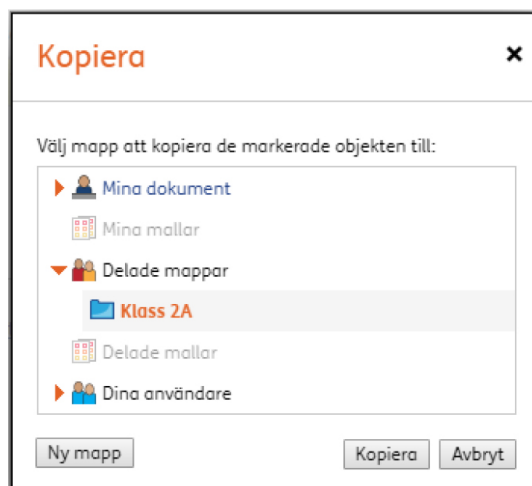 Kopiera
Välj mapp att kopiera de markerade objekten till:
Mina dokument
Mina mallar
Delade mappar
Klass 2A
Delade mallar
Dina användare
Ny mapp
Kopiera
Avbryt